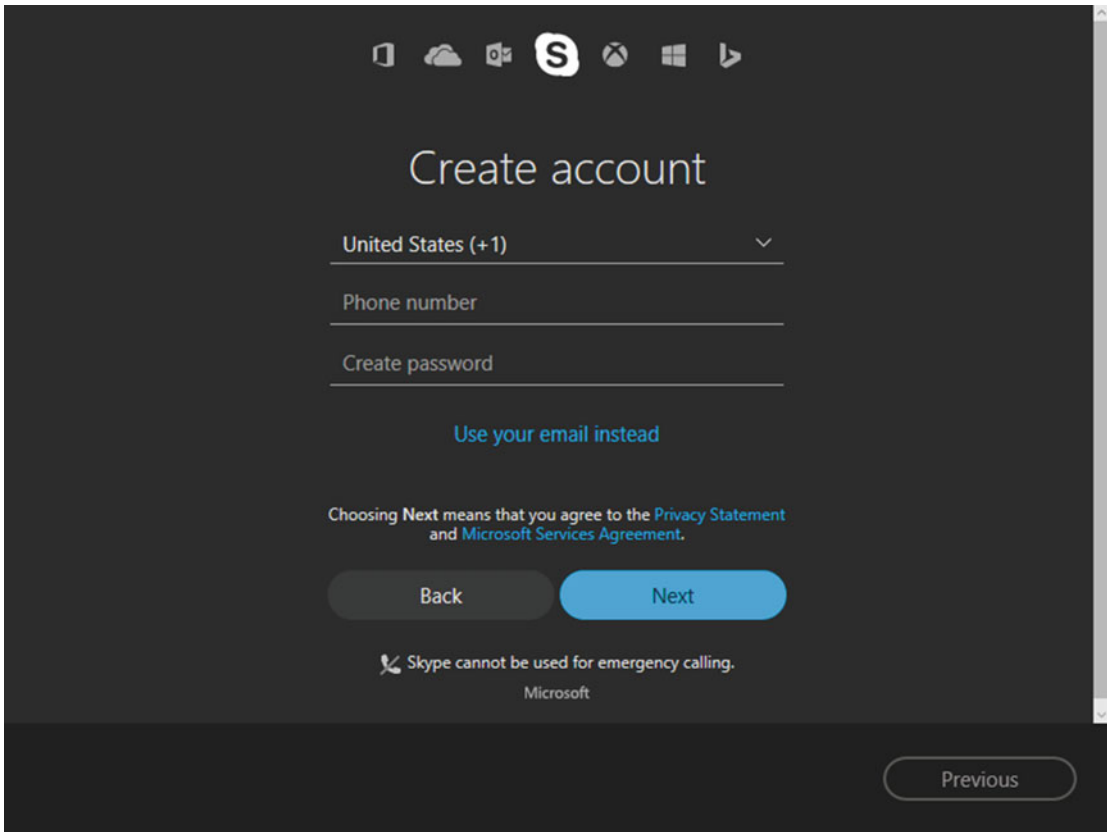 S
Create account
United States (+1)
Phone number
Create password
Use your email instead
Choosing Next means that you agree to the Privacy Statement
and Microsoft Services Agreement.
Back Next
Skype cannot be used for emergency calling.
Microsoft
Previous